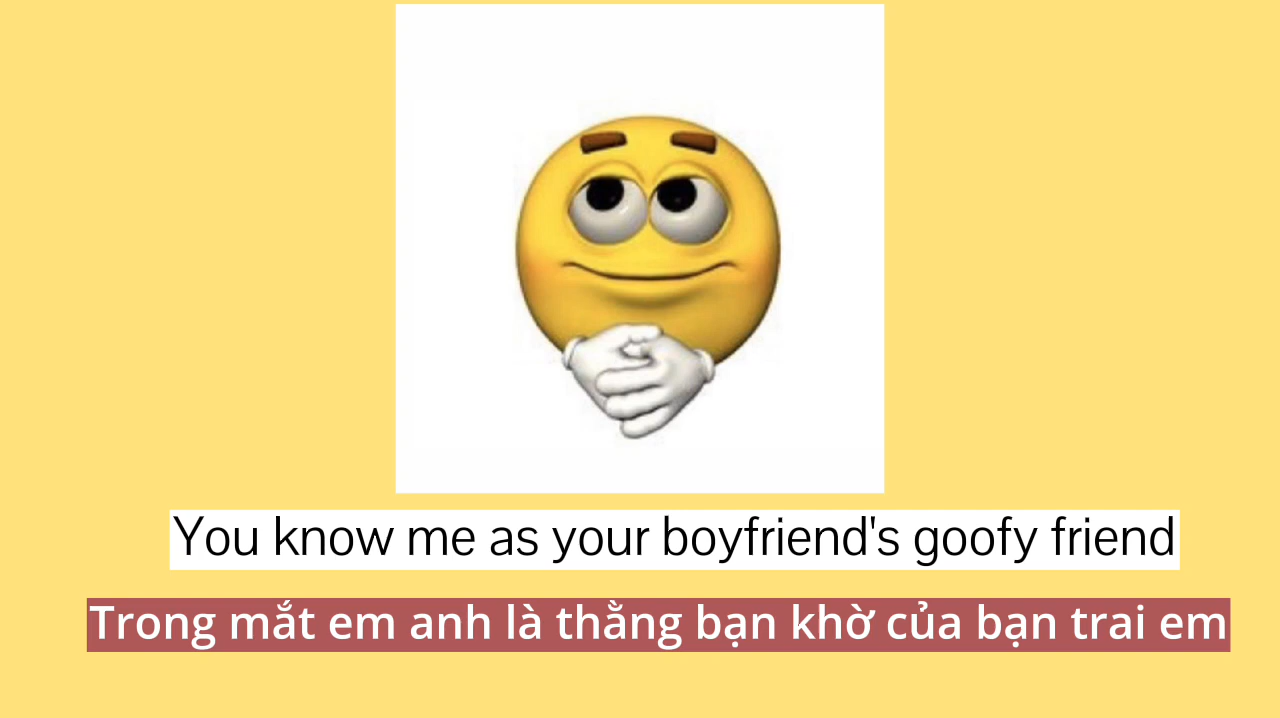 You know me as your boyfriend's goofy friend
Trong mắt em anh là thằng bạn khờ của bạn trai em